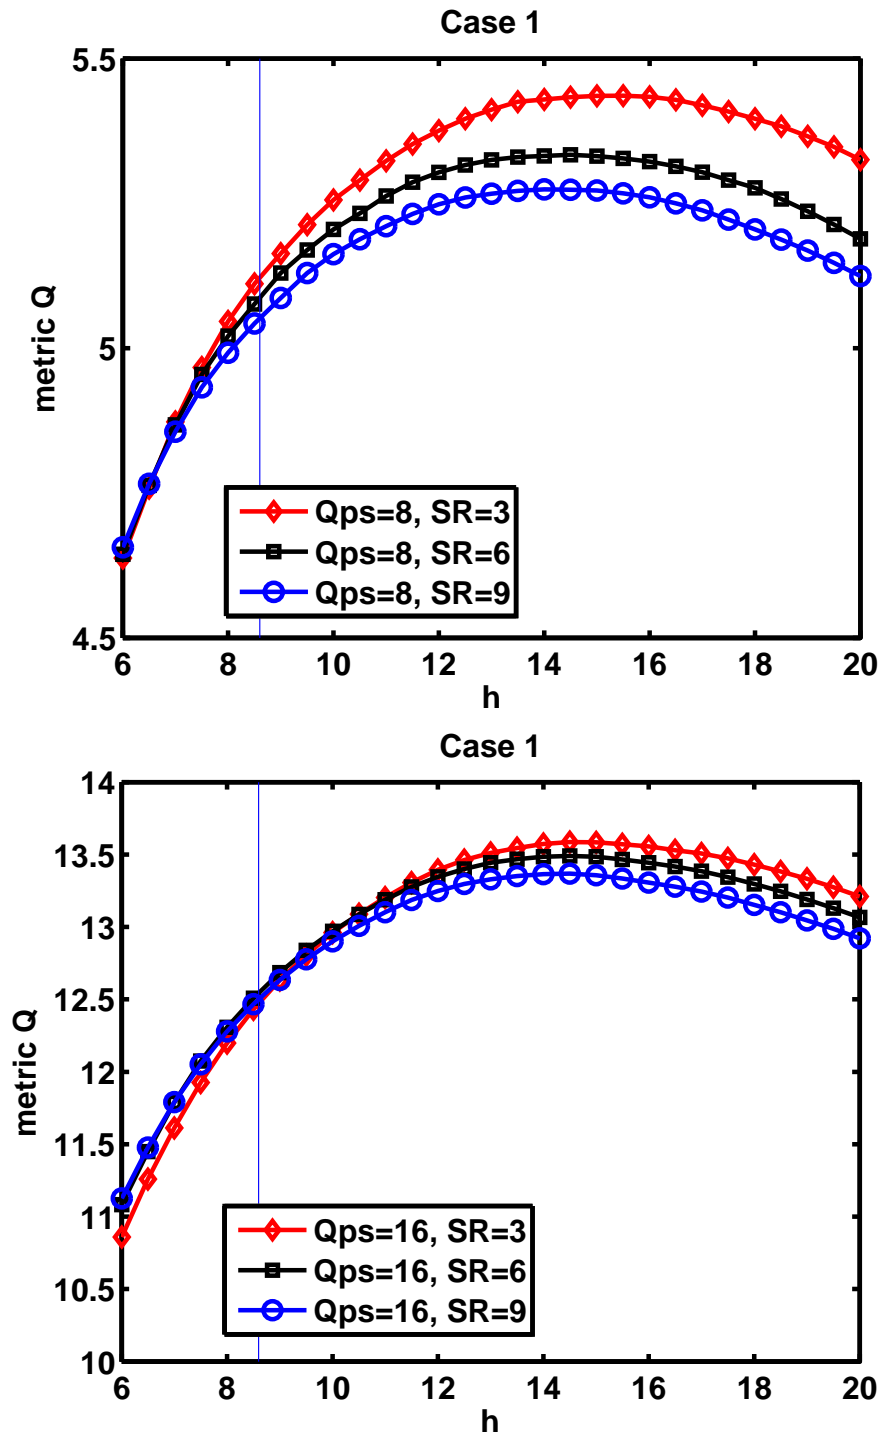 Case 1
5.5
5
4.5
metric Q
Qps=8, SR=3
Qps=8, SR=6
Qps=8, SR=9
6 8 10 12 14 16 18 20
h
Case 1
14
13.5
13
12.5
12
11.5
11
10.5
10
metric Q
Qps=16, SR=3
Qps=16, SR=6
Qps=16, SR=9
6 8 10 12 14 16 18 20
h